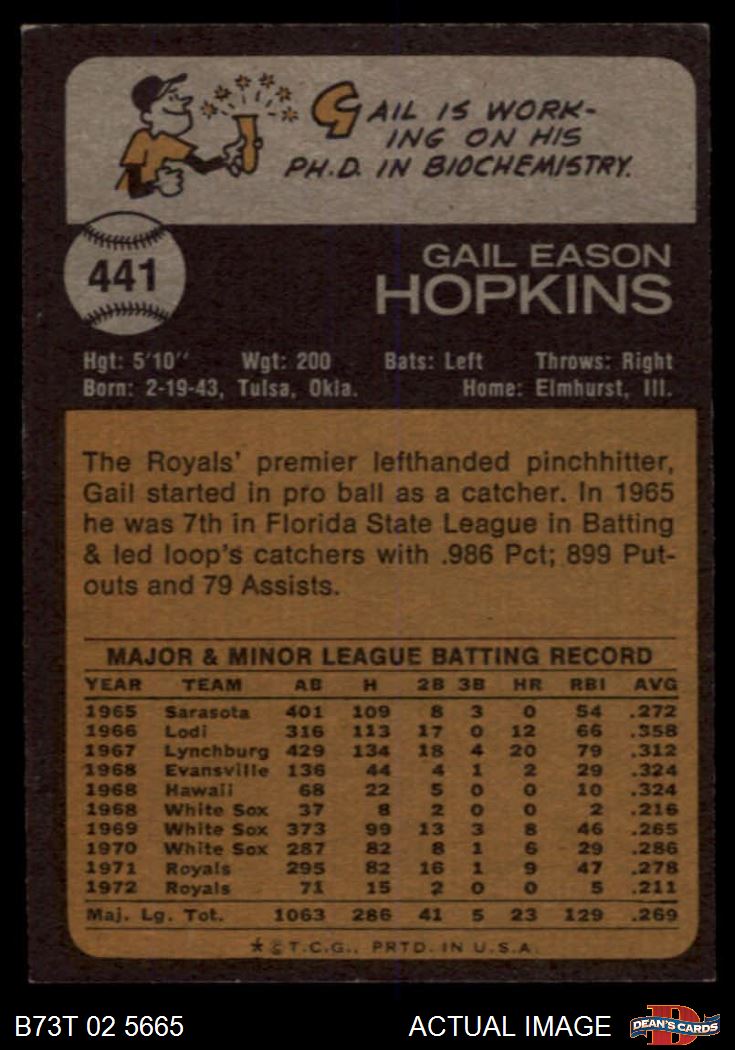 GAIL IS WORK-
ING ON HIS
PH.D. IN BIOCHEMISTRY.
441
GAIL EASON
HOPKINS
Hgt: 5'10" Wgt: 200 Bats: Left Throws: Right
Born: 2-19-43, Tulsa, Okla. Home: Elmhurst, Ill.
The Royals' premier lefthanded pinchhitter,
Gail started in pro ball as a catcher. In 1965
he was 7th in Florida State League in Batting
& led loop's catchers with .986 Pct; 899 Put-
outs and 79 Assists.
MAJOR & MINOR LEAGUE BATTING RECORD
YEAR TEAM AB H 2B 3B HR RBI AVG
1965 Sarasota 401 109 8 3 0 54 .272
1966 Lodi 316 113 17 0 12 66 .358
1967 Lynchburg 429 134 18 4 20 79 .312
1968 Evansville 136 44 4 1 2 29 .324
1968 Hawaii 68 22 5 0 0 10 .324
1968 White Sox 37 8 2 0 0 2 .216
1969 White Sox 373 99 13 3 8 46 .265
1970 White Sox 287 82 8 1 6 29 .286
1971 Royals 295 82 16 1 9 47 .278
1972 Royals 71 15 2 0 0 5 .211
Maj. Lg. Tot. 1063 286 41 5 23 129 .269
* © T.C.G., PRTD. IN U.S.A.
B73T 02 5665 ACTUAL IMAGE DEAN'S CARDS